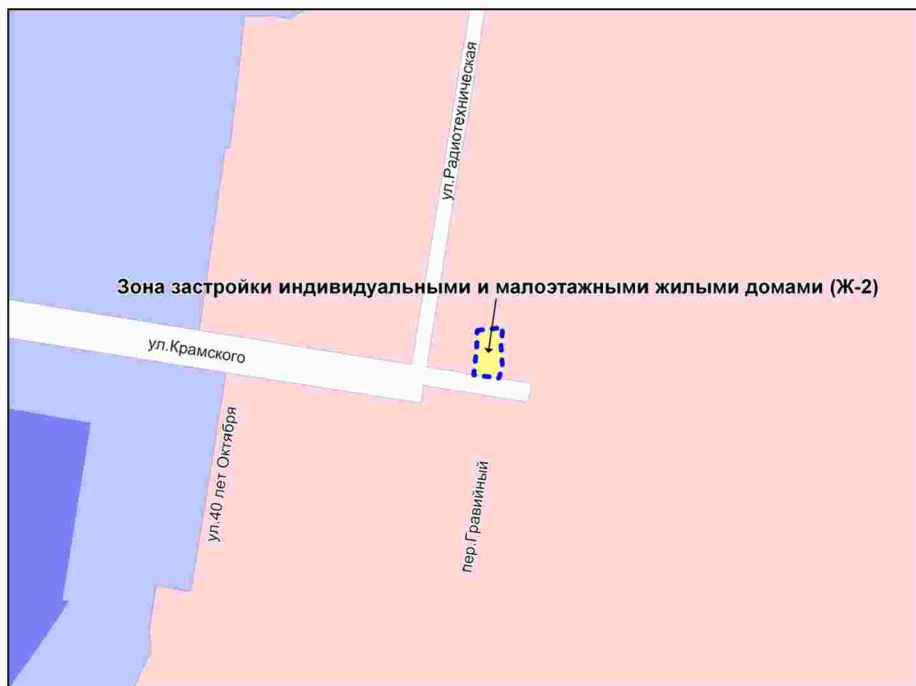 ул.Радиотехническая
Зона застройки индивидуальными и малоэтажными жилыми домами (Ж-2)
ул.Крамского
ул.40 лет Октября
пер.Гравийный